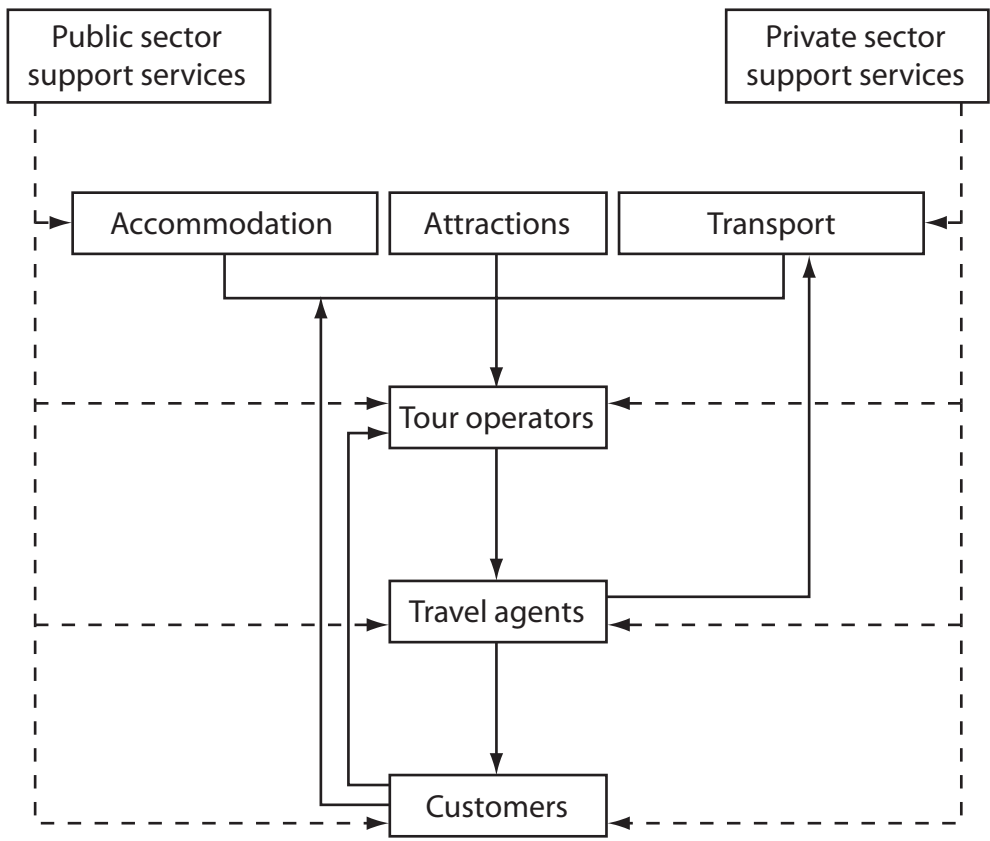 Public sector
support services
Private sector
support services
Accommodation
Attractions
Transport
Tour operators
Travel agents
Customers